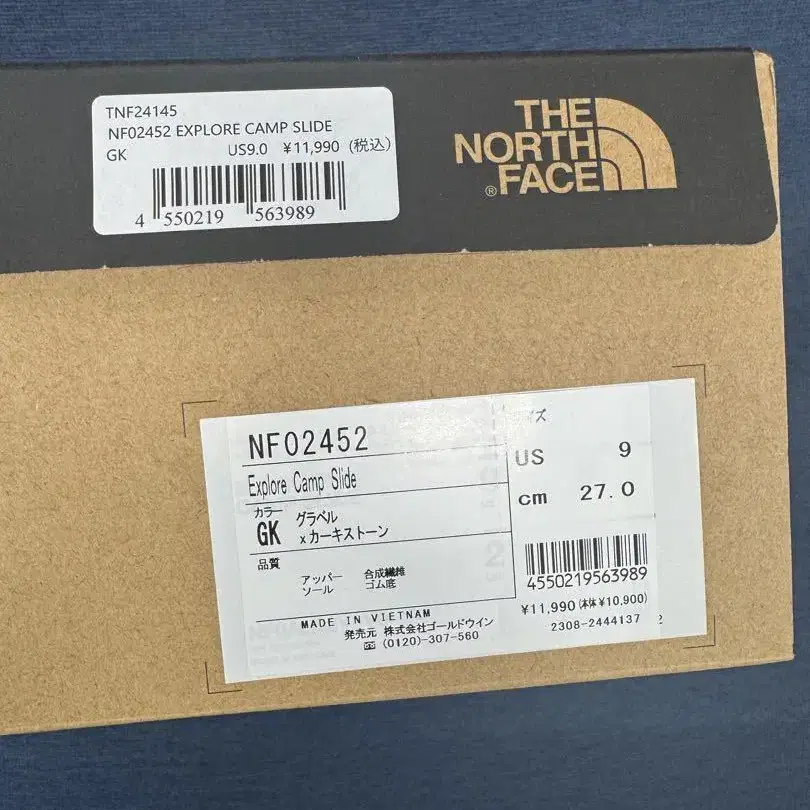 TNF24145
NF02452 EXPLORE CAMP SLIDE
GK US9.0 ¥11,990 (税込)
4 550219 563989
THE
NORTH
FACE
®
NF02452
Explore Camp Slide
カラー
GK グラベル
xカーキストーン
品質
アッパー 合成繊維
ソール ゴム底
MADE IN VIETNAM
発売元 株式会社ゴールドウイン
☎(0120)-307-560
US 9
cm 27.0
4550219563989
¥11,990(本体¥10,900)
2308-2444137 2